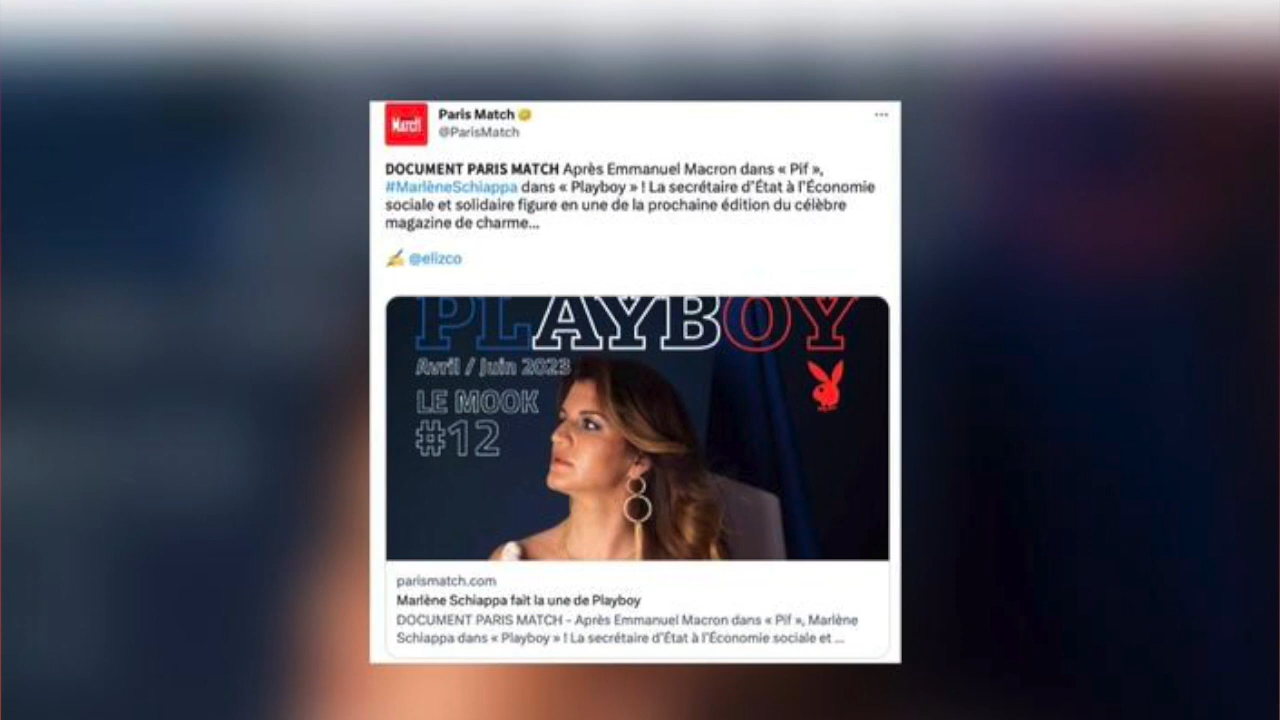 MATCH
Paris Match
@ParisMatch
DOCUMENT PARIS MATCH Après Emmanuel Macron dans « Pif »,
#MarlèneSchiappa dans « Playboy » ! La secrétaire d'État à l'Économie
sociale et solidaire figure en une de la prochaine édition du célèbre
magazine de charme...
✍️ @elizco
PLAYBOY
Avril / Juin 2023
LE MOOK
#12
parismatch.com
Marlène Schiappa fait la une de Playboy
DOCUMENT PARIS MATCH - Après Emmanuel Macron dans « Pif », Marlène
Schiappa dans « Playboy » ! La secrétaire d'État à l'Économie sociale et ...